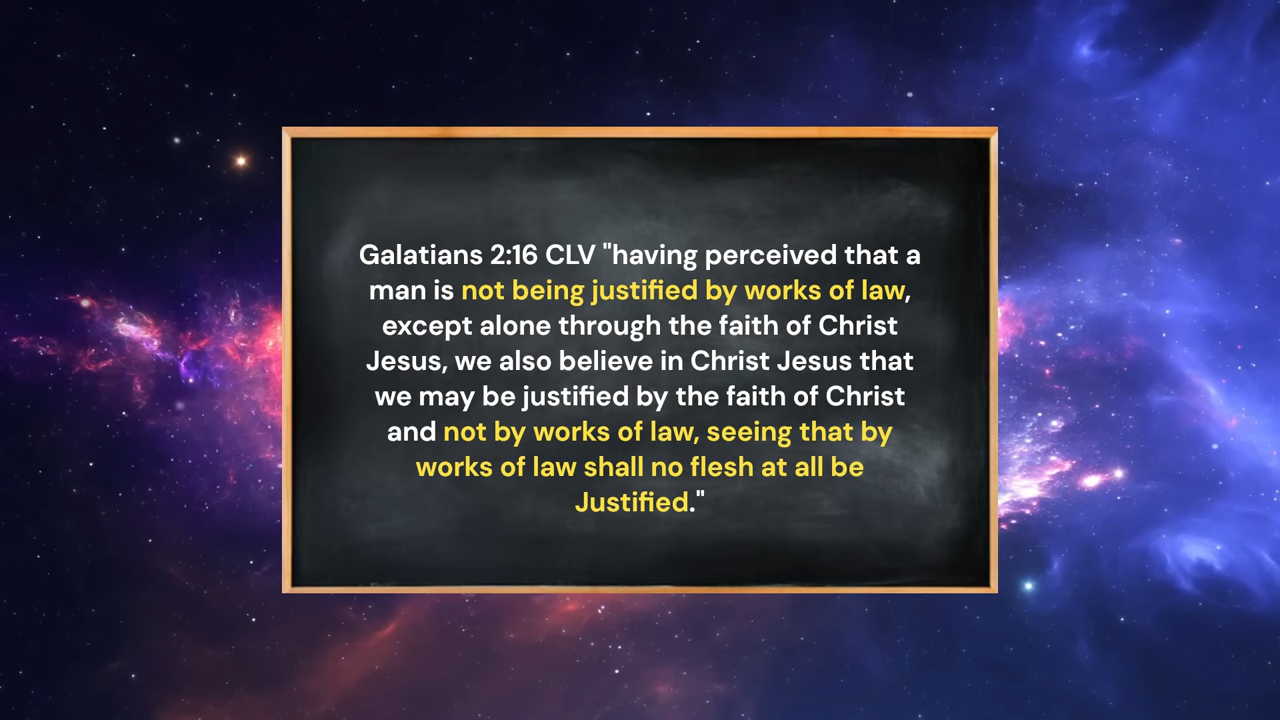 Galatians 2:16 CLV "having perceived that a
man is not being justified by works of law,
except alone through the faith of Christ
Jesus, we also believe in Christ Jesus that
we may be justified by the faith of Christ
and not by works of law, seeing that by
works of law shall no flesh at all be
Justified."